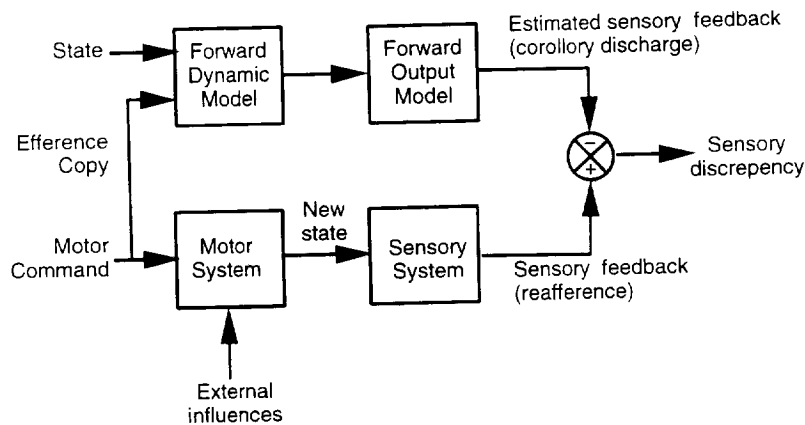 State
Forward
Dynamic
Model
Forward
Output
Model
Estimated sensory feedback
(corollory discharge)
Efference
Copy
−
+
Sensory
discrepency
Motor
Command
Motor
System
New
state
Sensory
System
Sensory feedback
(reafference)
External
influences